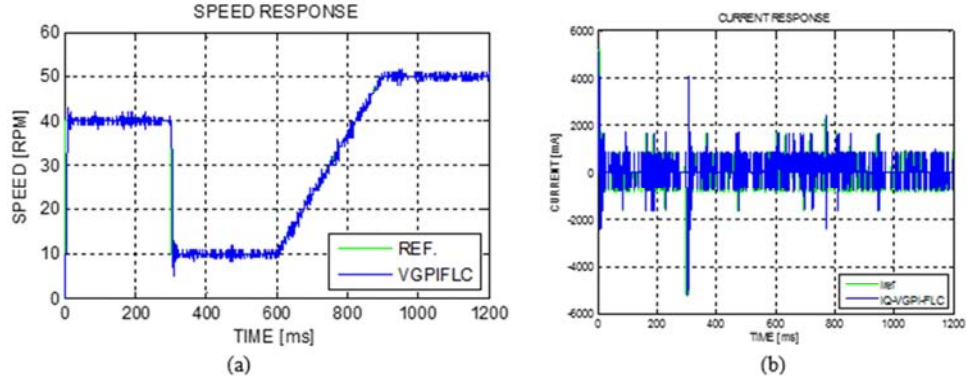 SPEED RESPONSE
60
50
40
30
20
10
0
SPEED [RPM]
REF.
VGPIFLC
0 200 400 600 800 1000 1200
TIME [ms]
(a)
CURRENT RESPONSE
6000
4000
2000
0
-2000
-4000
-6000
CURRENT [mA]
IQ-VGPI-FLC
0 200 400 600 800 1000 1200
TIME [ms]
(b)